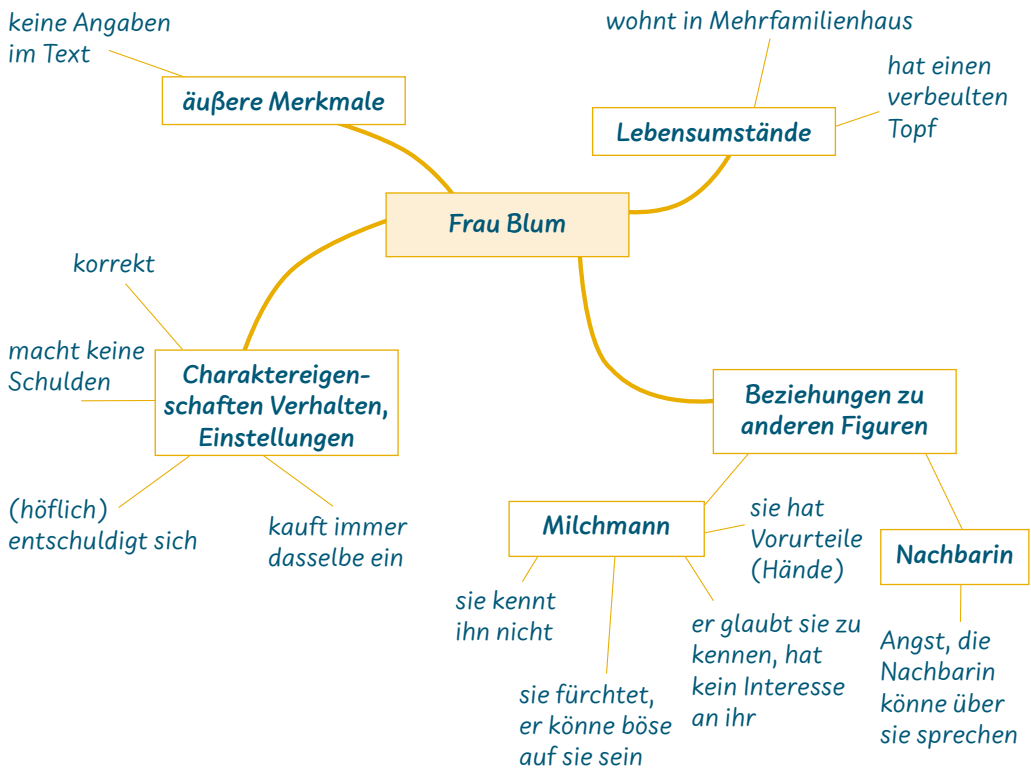 keine Angaben
im Text
äußere Merkmale
wohnt in Mehrfamilienhaus
hat einen
verbeulten
Topf
Lebensumstände
Frau Blum
korrekt
macht keine
Schulden
Charaktereigen-
schaften Verhalten,
Einstellungen
(höflich)
entschuldigt sich
kauft immer
dasselbe ein
Beziehungen zu
anderen Figuren
Milchmann
sie hat
Vorurteile
(Hände)
Nachbarin
sie kennt
ihn nicht
sie fürchtet,
er könne böse
auf sie sein
er glaubt sie zu
kennen, hat
kein Interesse
an ihr
Angst, die
Nachbarin
könne über
sie sprechen